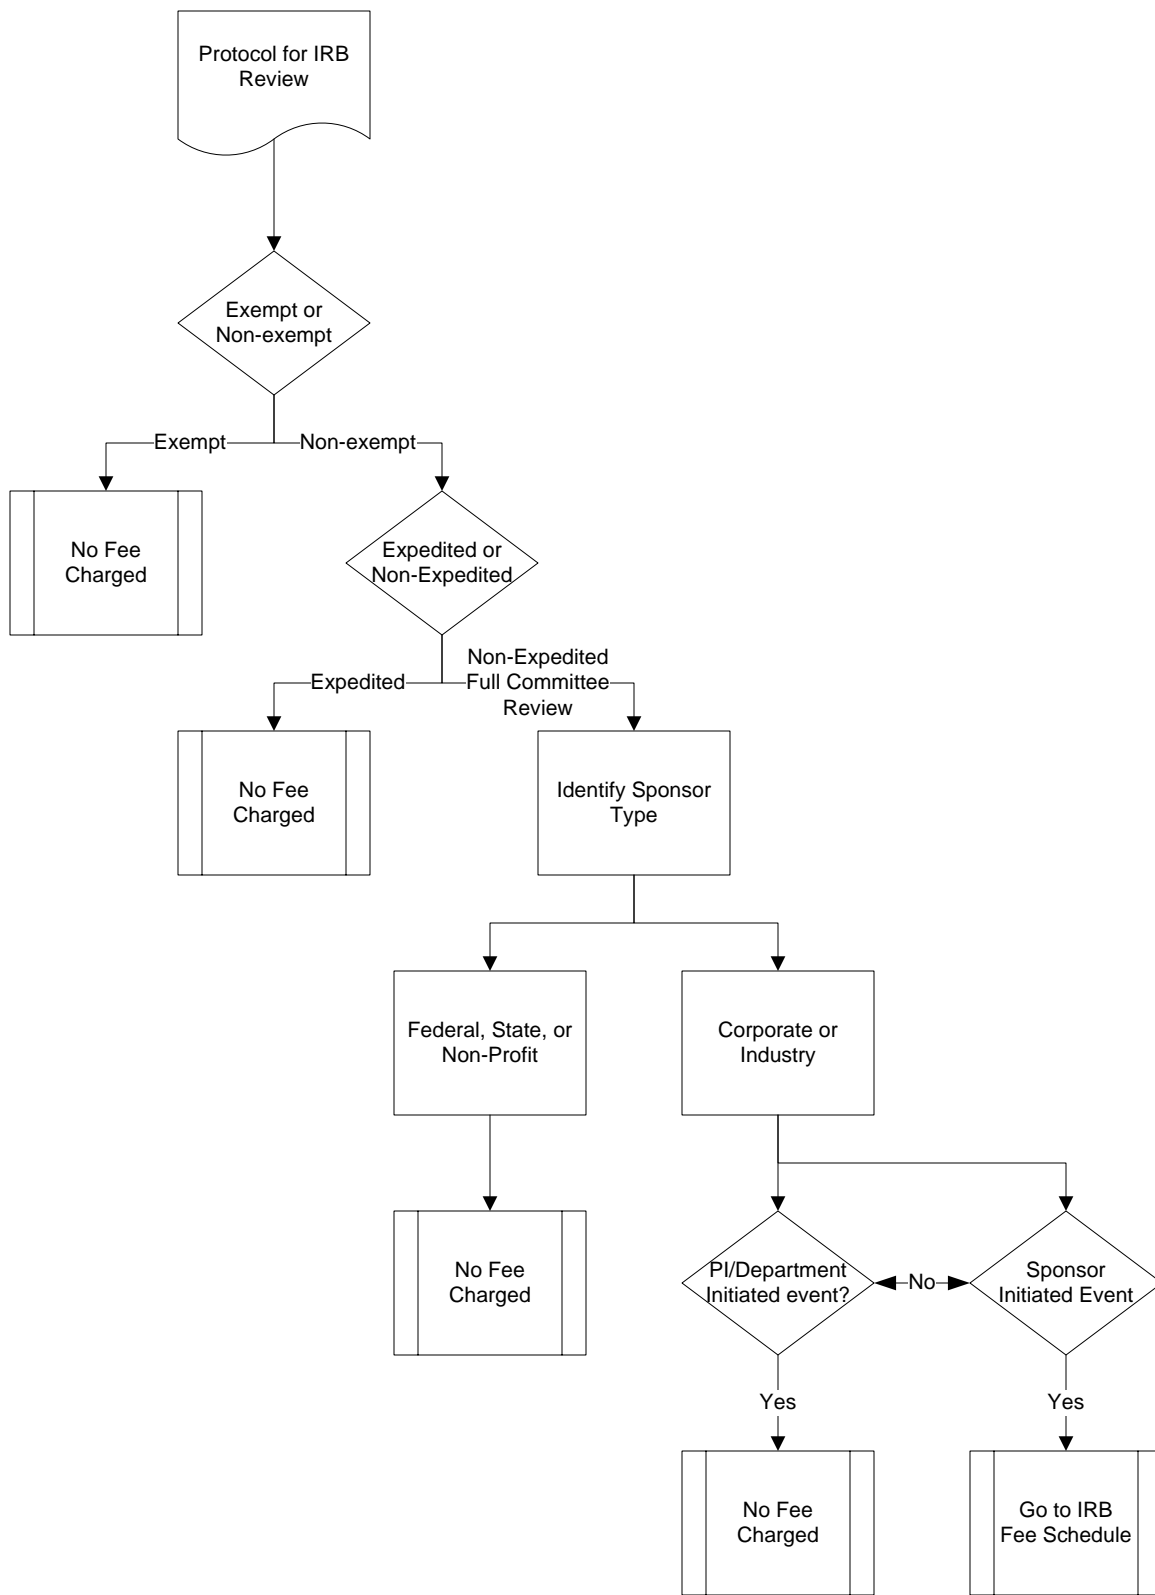 Protocol for IRB
Review
Exempt or
Non-exempt
Exempt
Non-exempt
No Fee
Charged
Expedited or
Non-Expedited
Expedited
Non-Expedited
Full Committee
Review
No Fee
Charged
Identify Sponsor
Type
Federal, State, or
Non-Profit
Corporate or
Industry
No Fee
Charged
PI/Department
Initiated event?
No
Sponsor
Initiated Event
Yes
Yes
No Fee
Charged
Go to IRB
Fee Schedule